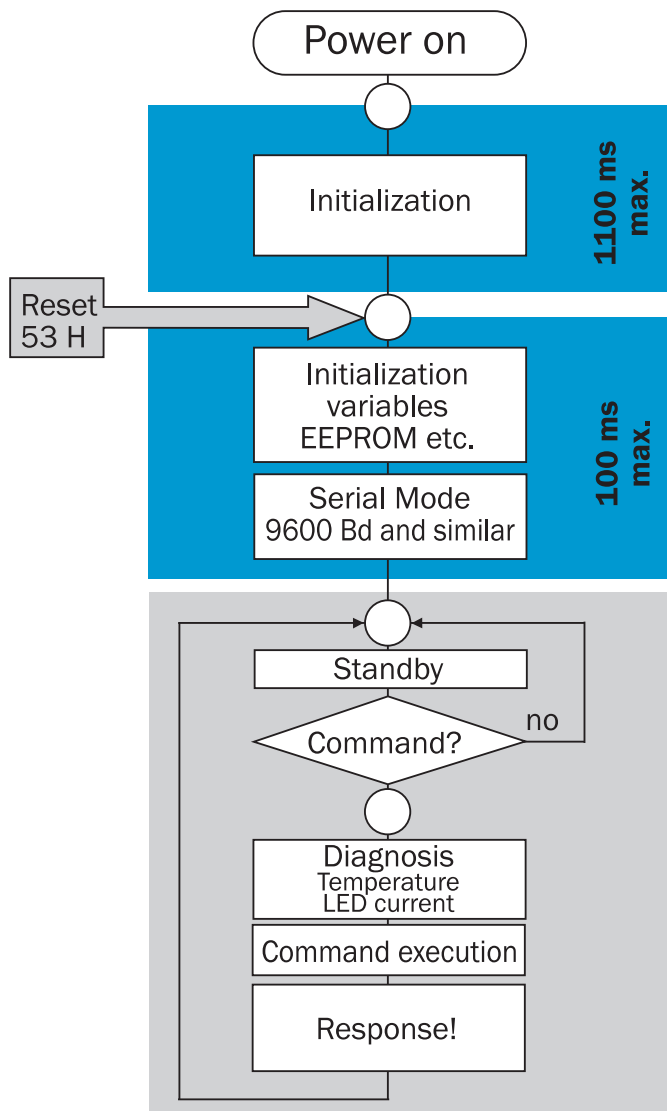 Power on
Initialization
1100 ms
max.
Reset
53 H
Initialization
variables
EEPROM etc.
100 ms
max.
Serial Mode
9600 Bd and similar
Standby
Command?
no
Diagnosis
Temperature
LED current
Command execution
Response!